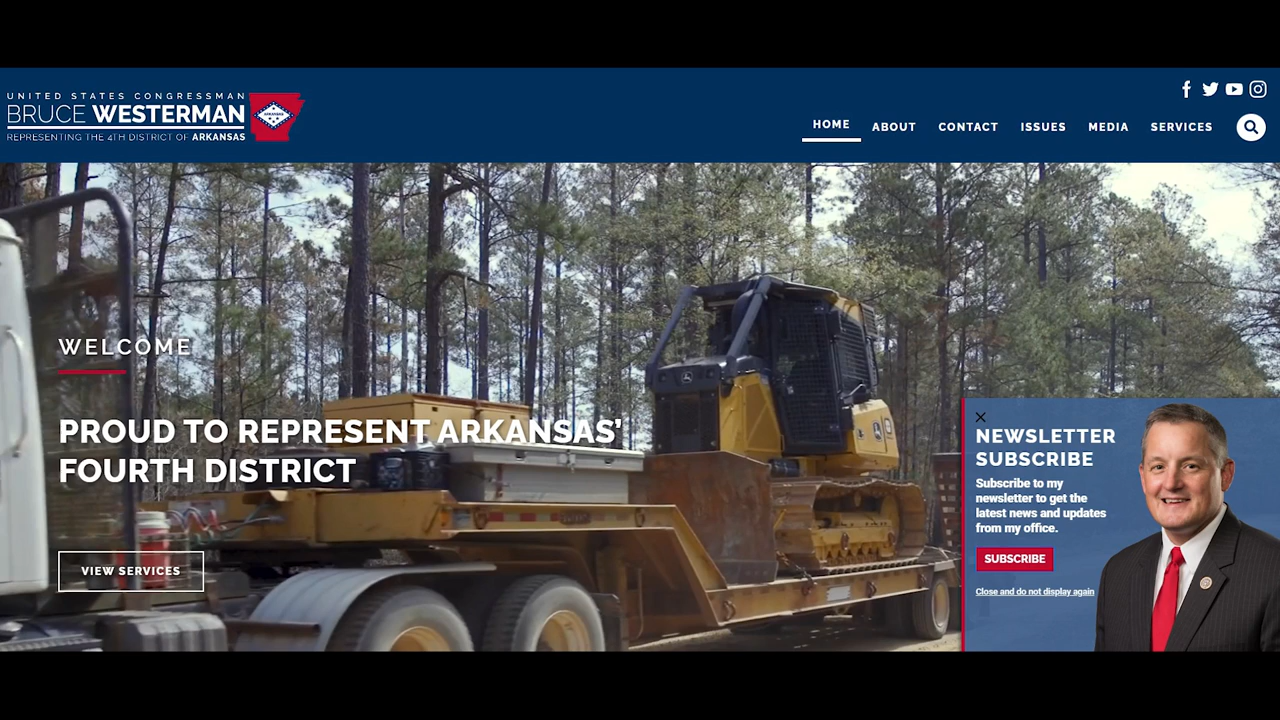 UNITED STATES CONGRESSMAN
BRUCE WESTERMAN
REPRESENTING THE 4TH DISTRICT OF ARKANSAS
ARKANSAS
HOME
ABOUT
CONTACT
ISSUES
MEDIA
SERVICES
WELCOME
PROUD TO REPRESENT ARKANSAS’
FOURTH DISTRICT
VIEW SERVICES
NEWSLETTER
SUBSCRIBE
Subscribe to my
newsletter to get the
latest news and updates
from my office.
SUBSCRIBE
Close and do not display again